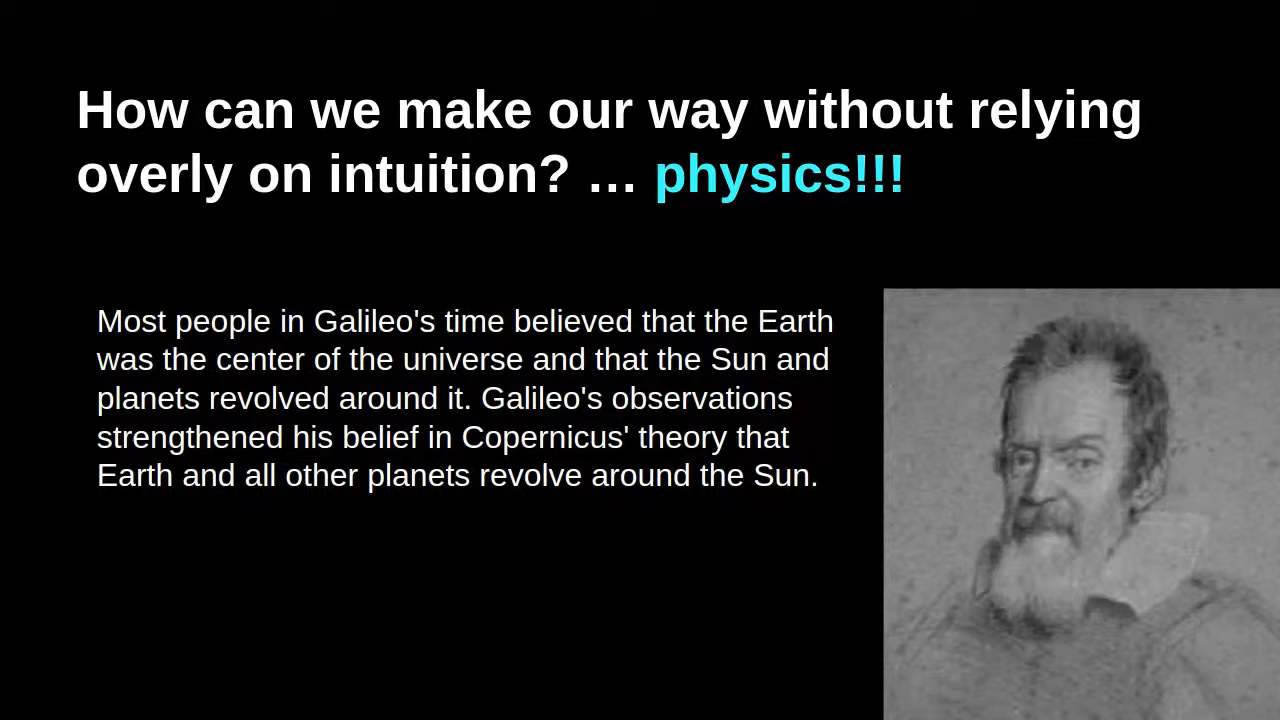 How can we make our way without relying
overly on intuition? … physics!!!
Most people in Galileo's time believed that the Earth
was the center of the universe and that the Sun and
planets revolved around it. Galileo's observations
strengthened his belief in Copernicus' theory that
Earth and all other planets revolve around the Sun.